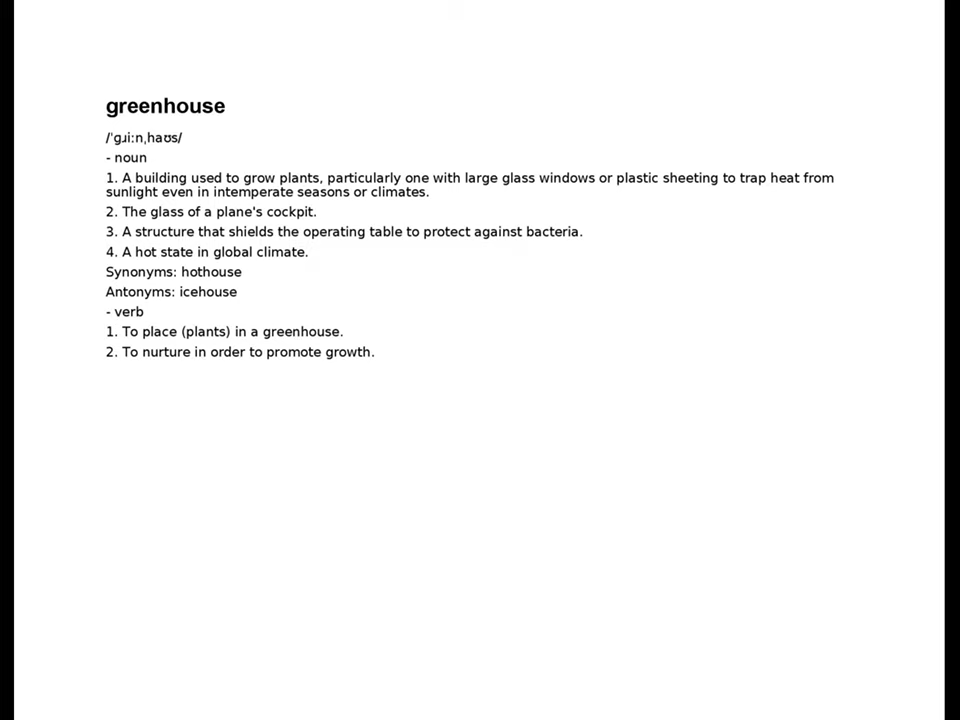 greenhouse
/ˈɡɹiːnˌhaʊs/
- noun
1. A building used to grow plants, particularly one with large glass windows or plastic sheeting to trap heat from
sunlight even in intemperate seasons or climates.
2. The glass of a plane's cockpit.
3. A structure that shields the operating table to protect against bacteria.
4. A hot state in global climate.
Synonyms: hothouse
Antonyms: icehouse
- verb
1. To place (plants) in a greenhouse.
2. To nurture in order to promote growth.